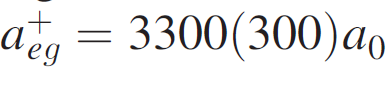 a_{eg}^{+} = 3300(300)a_0